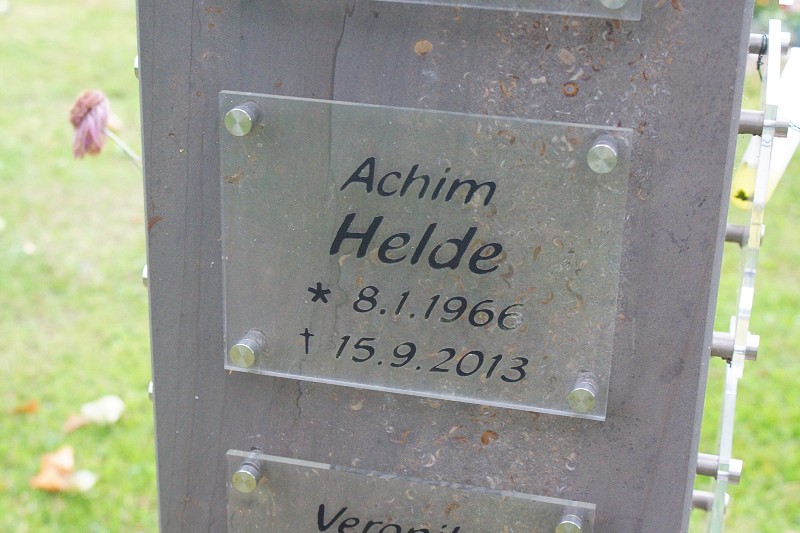 Achim
Helde
* 8.1.1966
† 15.9.2013